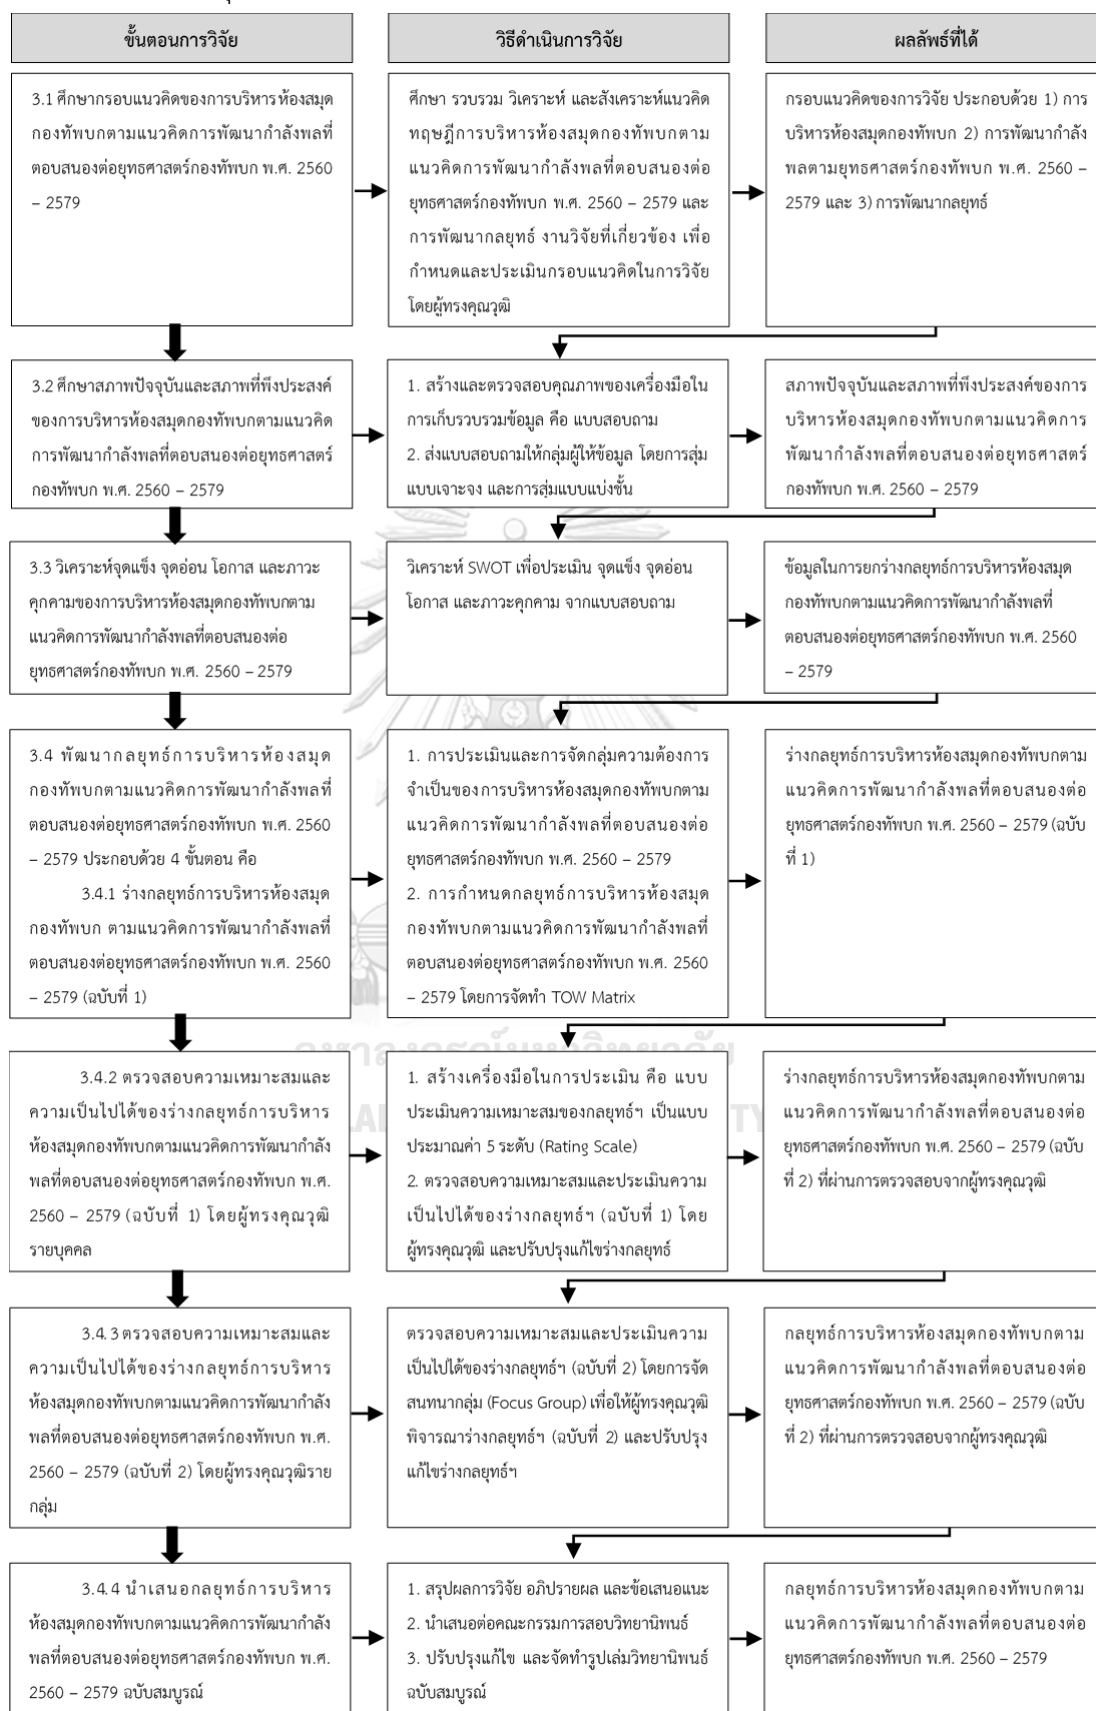 ขั้นตอนการวิจัย
วิธีดำเนินการวิจัย
ผลลัพธ์ที่ได้
3.1 ศึกษากรอบแนวคิดของการบริหารห้องสมุด
กองทัพบกตามแนวคิดการพัฒนากำลังพลที่
ตอบสนองต่อยุทธศาสตร์กองทัพบก พ.ศ. 2560
– 2579
ศึกษา รวบรวม วิเคราะห์ และสังเคราะห์แนวคิด
ทฤษฎีการบริหารห้องสมุดกองทัพบกตาม
แนวคิดการพัฒนากำลังพลที่ตอบสนองต่อ
ยุทธศาสตร์กองทัพบก พ.ศ. 2560 – 2579 และ
การพัฒนากลยุทธ์ งานวิจัยที่เกี่ยวข้อง เพื่อ
กำหนดและประเมินกรอบแนวคิดในการวิจัย
โดยผู้ทรงคุณวุฒิ
กรอบแนวคิดของการวิจัย ประกอบด้วย 1) การ
บริหารห้องสมุดกองทัพบก 2) การพัฒนากำลัง
พลตามยุทธศาสตร์กองทัพบก พ.ศ. 2560 –
2579 และ 3) การพัฒนากลยุทธ์
3.2 ศึกษาสภาพปัจจุบันและสภาพที่พึงประสงค์
ของการบริหารห้องสมุดกองทัพบกตามแนวคิด
การพัฒนากำลังพลที่ตอบสนองต่อยุทธศาสตร์
กองทัพบก พ.ศ. 2560 – 2579
1. สร้างและตรวจสอบคุณภาพของเครื่องมือใน
การเก็บรวบรวมข้อมูล คือ แบบสอบถาม
2. ส่งแบบสอบถามให้กลุ่มผู้ให้ข้อมูล โดยการสุ่ม
แบบเจาะจง และการสุ่มแบบแบ่งชั้น
สภาพปัจจุบันและสภาพที่พึงประสงค์ของการ
บริหารห้องสมุดกองทัพบกตามแนวคิดการ
พัฒนากำลังพลที่ตอบสนองต่อยุทธศาสตร์
กองทัพบก พ.ศ. 2560 – 2579
3.3 วิเคราะห์จุดแข็ง จุดอ่อน โอกาส และภาวะ
คุกคามของการบริหารห้องสมุดกองทัพบกตาม
แนวคิดการพัฒนากำลังพลที่ตอบสนองต่อ
ยุทธศาสตร์กองทัพบก พ.ศ. 2560 – 2579
วิเคราะห์ SWOT เพื่อประเมิน จุดแข็ง จุดอ่อน
โอกาส และภาวะคุกคาม จากแบบสอบถาม
ข้อมูลในการยกร่างกลยุทธ์การบริหารห้องสมุด
กองทัพบกตามแนวคิดการพัฒนากำลังพลที่
ตอบสนองต่อยุทธศาสตร์กองทัพบก พ.ศ. 2560
– 2579
3.4 พัฒนากลยุทธ์การบริหารห้องสมุด
กองทัพบกตามแนวคิดการพัฒนากำลังพลที่
ตอบสนองต่อยุทธศาสตร์กองทัพบก พ.ศ. 2560
– 2579 ประกอบด้วย 4 ขั้นตอน คือ
3.4.1 ร่างกลยุทธ์การบริหารห้องสมุด
กองทัพบก ตามแนวคิดการพัฒนากำลังพลที่
ตอบสนองต่อยุทธศาสตร์กองทัพบก พ.ศ. 2560
– 2579 (ฉบับที่ 1)
1. การประเมินและการจัดกลุ่มความต้องการ
จำเป็นของการบริหารห้องสมุดกองทัพบกตาม
แนวคิดการพัฒนากำลังพลที่ตอบสนองต่อ
ยุทธศาสตร์กองทัพบก พ.ศ. 2560 – 2579
2. การกำหนดกลยุทธ์การบริหารห้องสมุด
กองทัพบกตามแนวคิดการพัฒนากำลังพลที่
ตอบสนองต่อยุทธศาสตร์กองทัพบก พ.ศ. 2560
– 2579 โดยการจัดทำ TOW Matrix
ร่างกลยุทธ์การบริหารห้องสมุดกองทัพบกตาม
แนวคิดการพัฒนากำลังพลที่ตอบสนองต่อ
ยุทธศาสตร์กองทัพบก พ.ศ. 2560 – 2579 (ฉบับ
ที่ 1)
3.4.2 ตรวจสอบความเหมาะสมและ
ความเป็นไปได้ของร่างกลยุทธ์การบริหาร
ห้องสมุดกองทัพบกตามแนวคิดการพัฒนากำลัง
พลที่ตอบสนองต่อยุทธศาสตร์กองทัพบก พ.ศ.
2560 – 2579 (ฉบับที่ 1) โดยผู้ทรงคุณวุฒิ
รายบุคคล
1. สร้างเครื่องมือในการประเมิน คือ แบบ
ประเมินความเหมาะสมของกลยุทธ์ฯ เป็นแบบ
ประมาณค่า 5 ระดับ (Rating Scale)
2. ตรวจสอบความเหมาะสมและประเมินความ
เป็นไปได้ของร่างกลยุทธ์ฯ (ฉบับที่ 1) โดย
ผู้ทรงคุณวุฒิ และปรับปรุงแก้ไขร่างกลยุทธ์
ร่างกลยุทธ์การบริหารห้องสมุดกองทัพบกตาม
แนวคิดการพัฒนากำลังพลที่ตอบสนองต่อ
ยุทธศาสตร์กองทัพบก พ.ศ. 2560 – 2579 (ฉบับ
ที่ 2) ที่ผ่านการตรวจสอบจากผู้ทรงคุณวุฒิ
3.4.3 ตรวจสอบความเหมาะสมและ
ความเป็นไปได้ของร่างกลยุทธ์การบริหาร
ห้องสมุดกองทัพบกตามแนวคิดการพัฒนากำลัง
พลที่ตอบสนองต่อยุทธศาสตร์กองทัพบก พ.ศ.
2560 – 2579 (ฉบับที่ 2) โดยผู้ทรงคุณวุฒิราย
กลุ่ม
ตรวจสอบความเหมาะสมและประเมินความ
เป็นไปได้ของร่างกลยุทธ์ฯ (ฉบับที่ 2) โดยการจัด
สนทนากลุ่ม (Focus Group) เพื่อให้ผู้ทรงคุณวุฒิ
พิจารณาร่างกลยุทธ์ฯ (ฉบับที่ 2) และปรับปรุง
แก้ไขร่างกลยุทธ์ฯ
กลยุทธ์การบริหารห้องสมุดกองทัพบกตาม
แนวคิดการพัฒนากำลังพลที่ตอบสนองต่อ
ยุทธศาสตร์กองทัพบก พ.ศ. 2560 – 2579 (ฉบับ
ที่ 2) ที่ผ่านการตรวจสอบจากผู้ทรงคุณวุฒิ
3.4.4 นำเสนอกลยุทธ์การบริหาร
ห้องสมุดกองทัพบกตามแนวคิดการพัฒนากำลัง
พลที่ตอบสนองต่อยุทธศาสตร์กองทัพบก พ.ศ.
2560 – 2579 ฉบับสมบูรณ์
1. สรุปผลการวิจัย อภิปรายผล และข้อเสนอแนะ
2. นำเสนอต่อคณะกรรมการสอบวิทยานิพนธ์
3. ปรับปรุงแก้ไข และจัดทำรูปเล่มวิทยานิพนธ์
ฉบับสมบูรณ์
กลยุทธ์การบริหารห้องสมุดกองทัพบกตาม
แนวคิดการพัฒนากำลังพลที่ตอบสนองต่อ
ยุทธศาสตร์กองทัพบก พ.ศ. 2560 – 2579